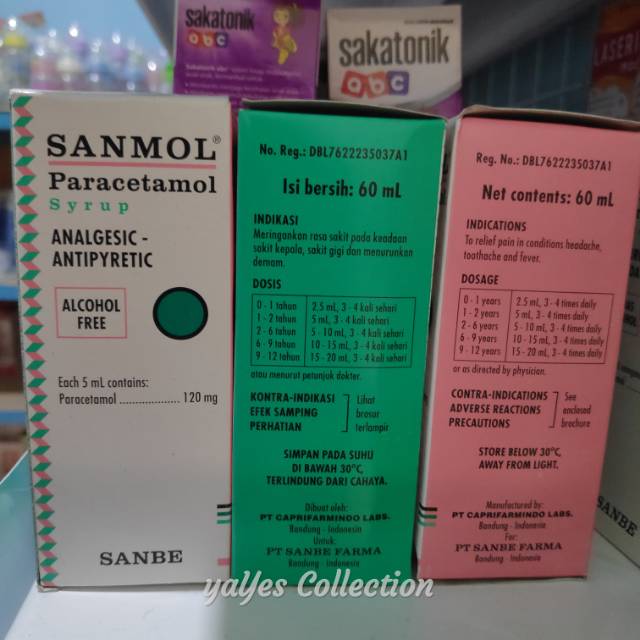 sakatonik
abc
sakatonik
abc
SANMOL®
Paracetamol
Syrup
ANALGESIC -
ANTIPYRETIC
ALCOHOL
FREE
Each 5 mL contains:
Paracetamol ................... 120 mg
SANBE
No. Reg.: DBL7622235037A1
Isi bersih: 60 mL
INDIKASI
Meringankan rasa sakit pada keadaan
sakit kepala, sakit gigi dan menurunkan
demam.
DOSIS
0 - 1 tahun 2.5 mL, 3 - 4 kali sehari
1 - 2 tahun 5 mL, 3 - 4 kali sehari
2 - 6 tahun 5 - 10 mL, 3 - 4 kali sehari
6 - 9 tahun 10 - 15 mL, 3 - 4 kali sehari
9 - 12 tahun 15 - 20 mL, 3 - 4 kali sehari
atau menurut petunjuk dokter.
KONTRA-INDIKASI Lihat
EFEK SAMPING brosur
PERHATIAN terlampir
SIMPAN PADA SUHU
DI BAWAH 30°C,
TERLINDUNG DARI CAHAYA.
Dibuat oleh:
PT CAPRIFARMINDO LABS.
Bandung - Indonesia
Untuk:
PT SANBE FARMA
Bandung - Indonesia
Reg. No.: DBL7622235037A1
Net contents: 60 mL
INDICATIONS
To relief pain in conditions headache,
toothache and fever.
DOSAGE
0 - 1 years 2.5 mL, 3 - 4 times daily
1 - 2 years 5 mL, 3 - 4 times daily
2 - 6 years 5 - 10 mL, 3 - 4 times daily
6 - 9 years 10 - 15 mL, 3 - 4 times daily
9 - 12 years 15 - 20 mL, 3 - 4 times daily
or as directed by physician.
CONTRA-INDICATIONS See
ADVERSE REACTIONS enclosed
PRECAUTIONS brochure
STORE BELOW 30°C,
AWAY FROM LIGHT.
Manufactured by:
PT CAPRIFARMINDO LABS.
Bandung - Indonesia
For:
PT SANBE FARMA
Bandung - Indonesia
SANBE
yaYes Collection